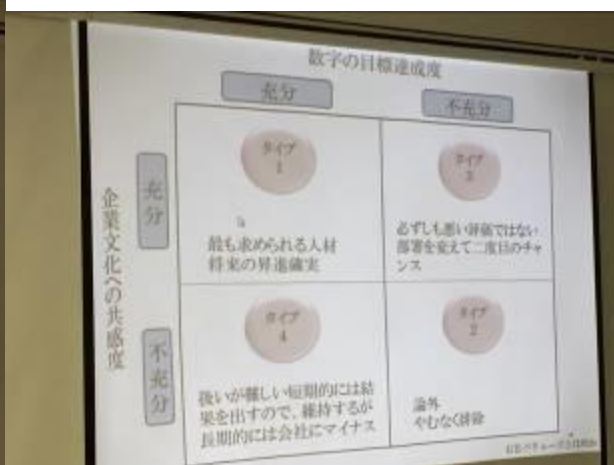 数字の目標達成度
充分
不充分
企業文化への共感度
充分
タイプ
1
最も求められる人材
将来の昇進確実
タイプ
3
必ずしも悪い評価ではない
部署を変えて二度目のチャ
ンス
不充分
タイプ
4
扱いが難しい短期的には結
果を出すので、維持するが
長期的には会社にマイナス
タイプ
2
論外
やむなく排除